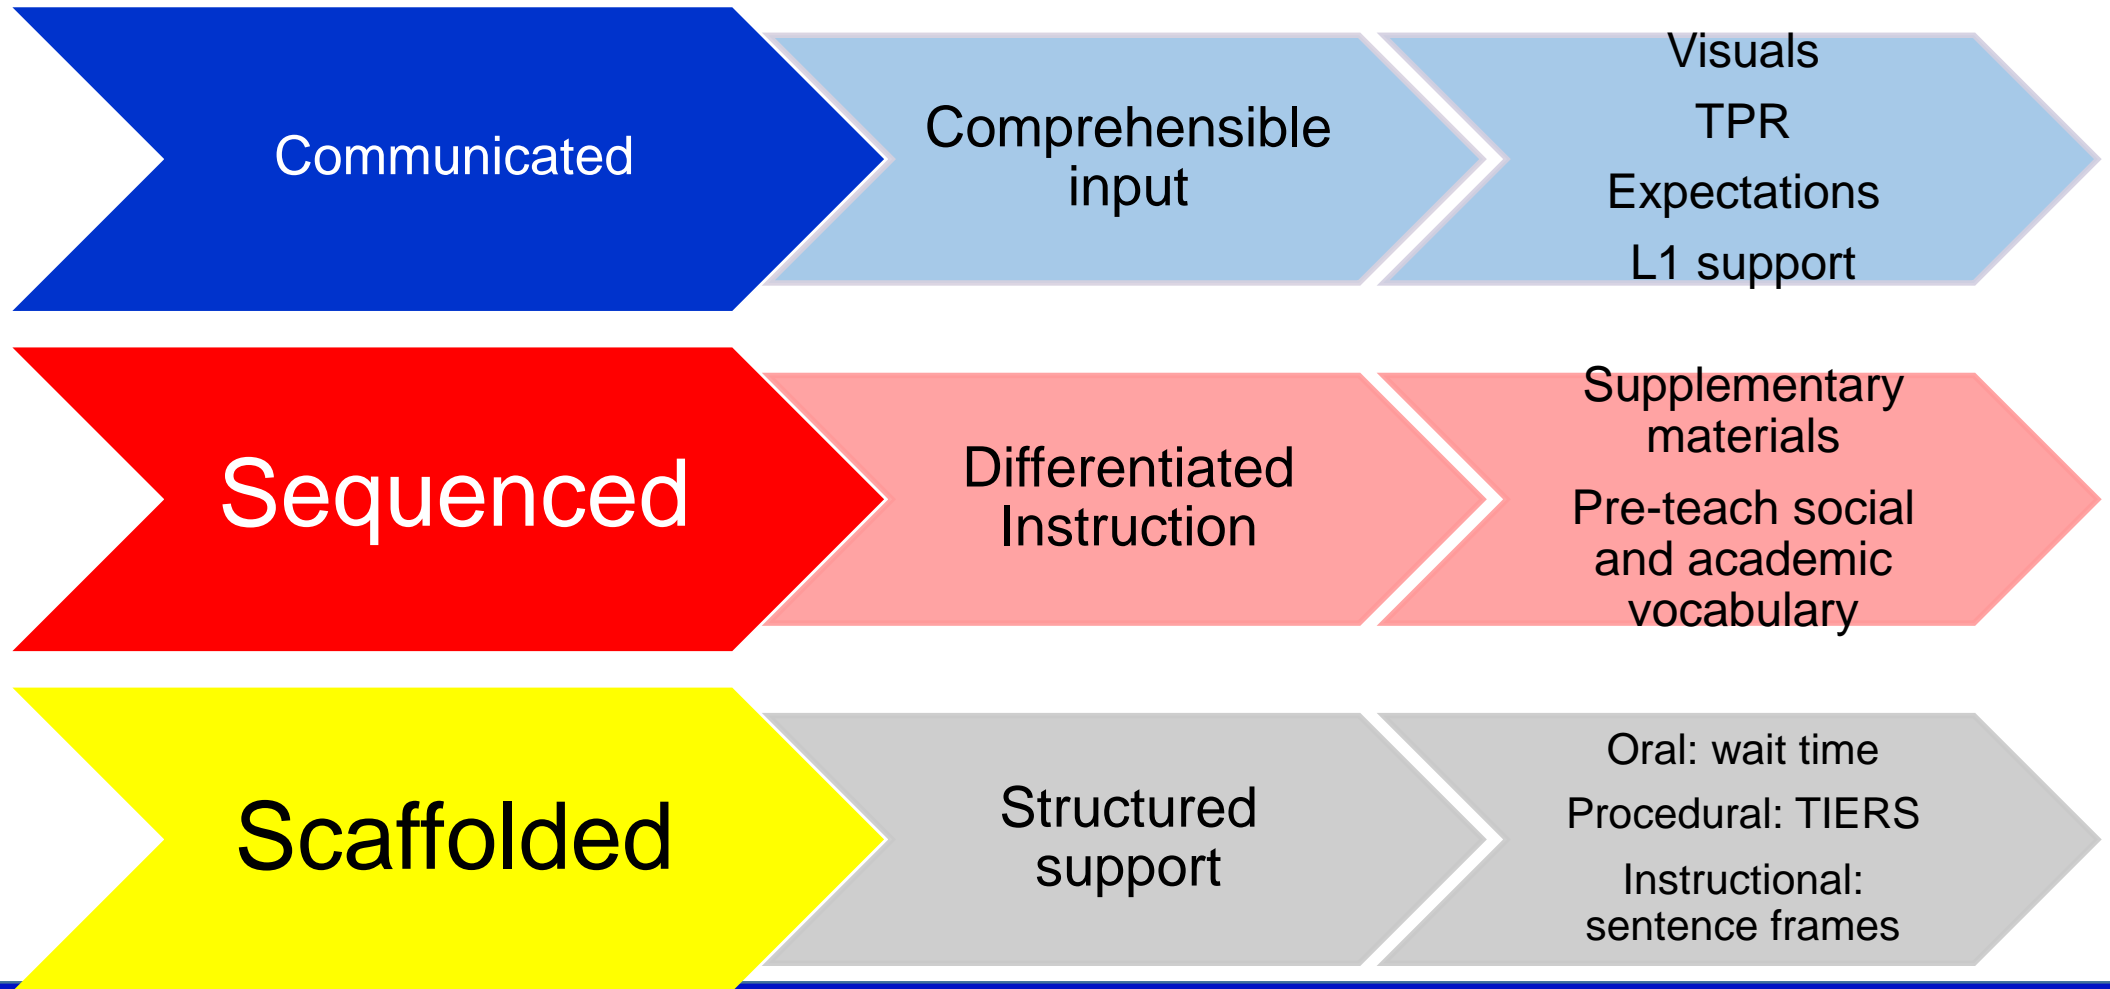 Communicated
Comprehensible
input
Visuals
TPR
Expectations
L1 support
Sequenced
Differentiated
Instruction
Supplementary
materials
Pre-teach social
and academic
vocabulary
Scaffolded
Structured
support
Oral: wait time
Procedural: TIERS
Instructional:
sentence frames